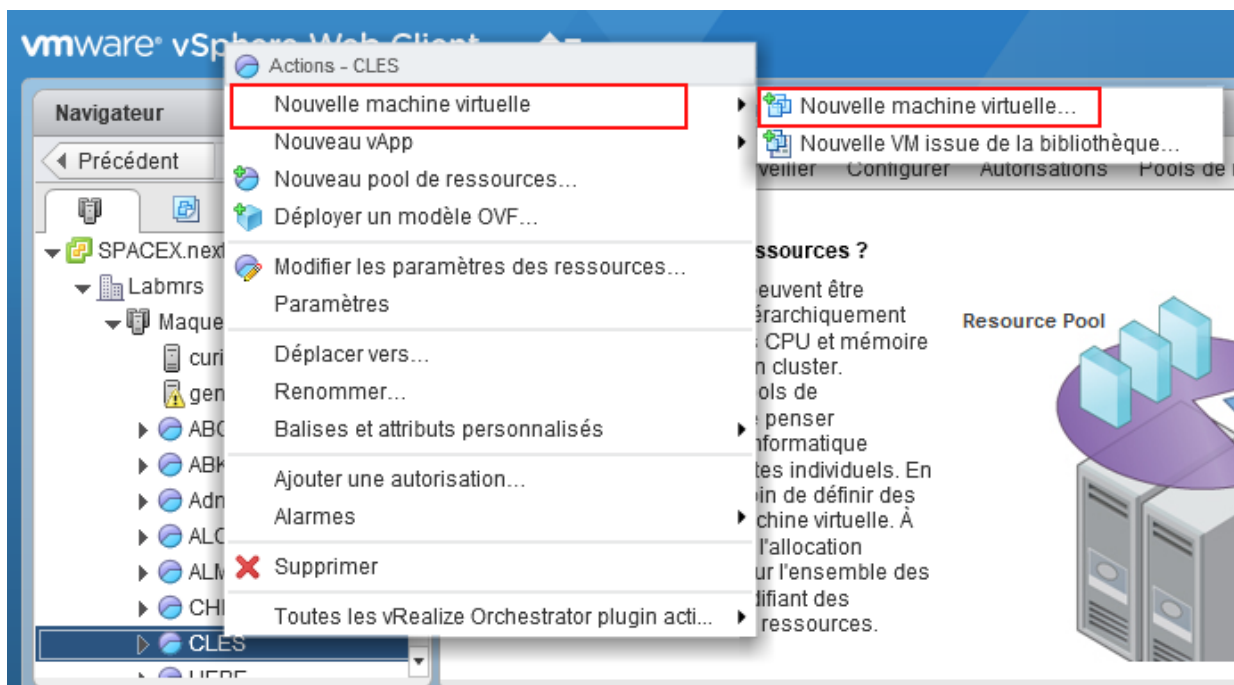 vmware® vSphere Web Client
Actions - CLES
Navigateur
Nouvelle machine virtuelle
Nouvelle machine virtuelle...
Précédent
Nouveau vApp
Nouvelle VM issue de la bibliothèque...
veiller Configurer Autorisations Pools de
Nouveau pool de ressources...
Déployer un modèle OVF...
SPACEX.next
ssources ?
Modifier les paramètres des ressources...
Labmrs
euvent être
Paramètres
érarchiquement
Resource Pool
Maque
CPU et mémoire
Déplacer vers...
curi
n cluster.
Renommer...
gen
ols de
penser
Balises et attributs personnalisés
ABC
nformatique
ABK
tes individuels. En
Ajouter une autorisation...
Adn
in de définir des
Alarmes
chine virtuelle. À
ALC
l'allocation
Supprimer
ALM
ur l'ensemble des
CHI
difiant des
Toutes les vRealize Orchestrator plugin acti...
ressources.
CLES